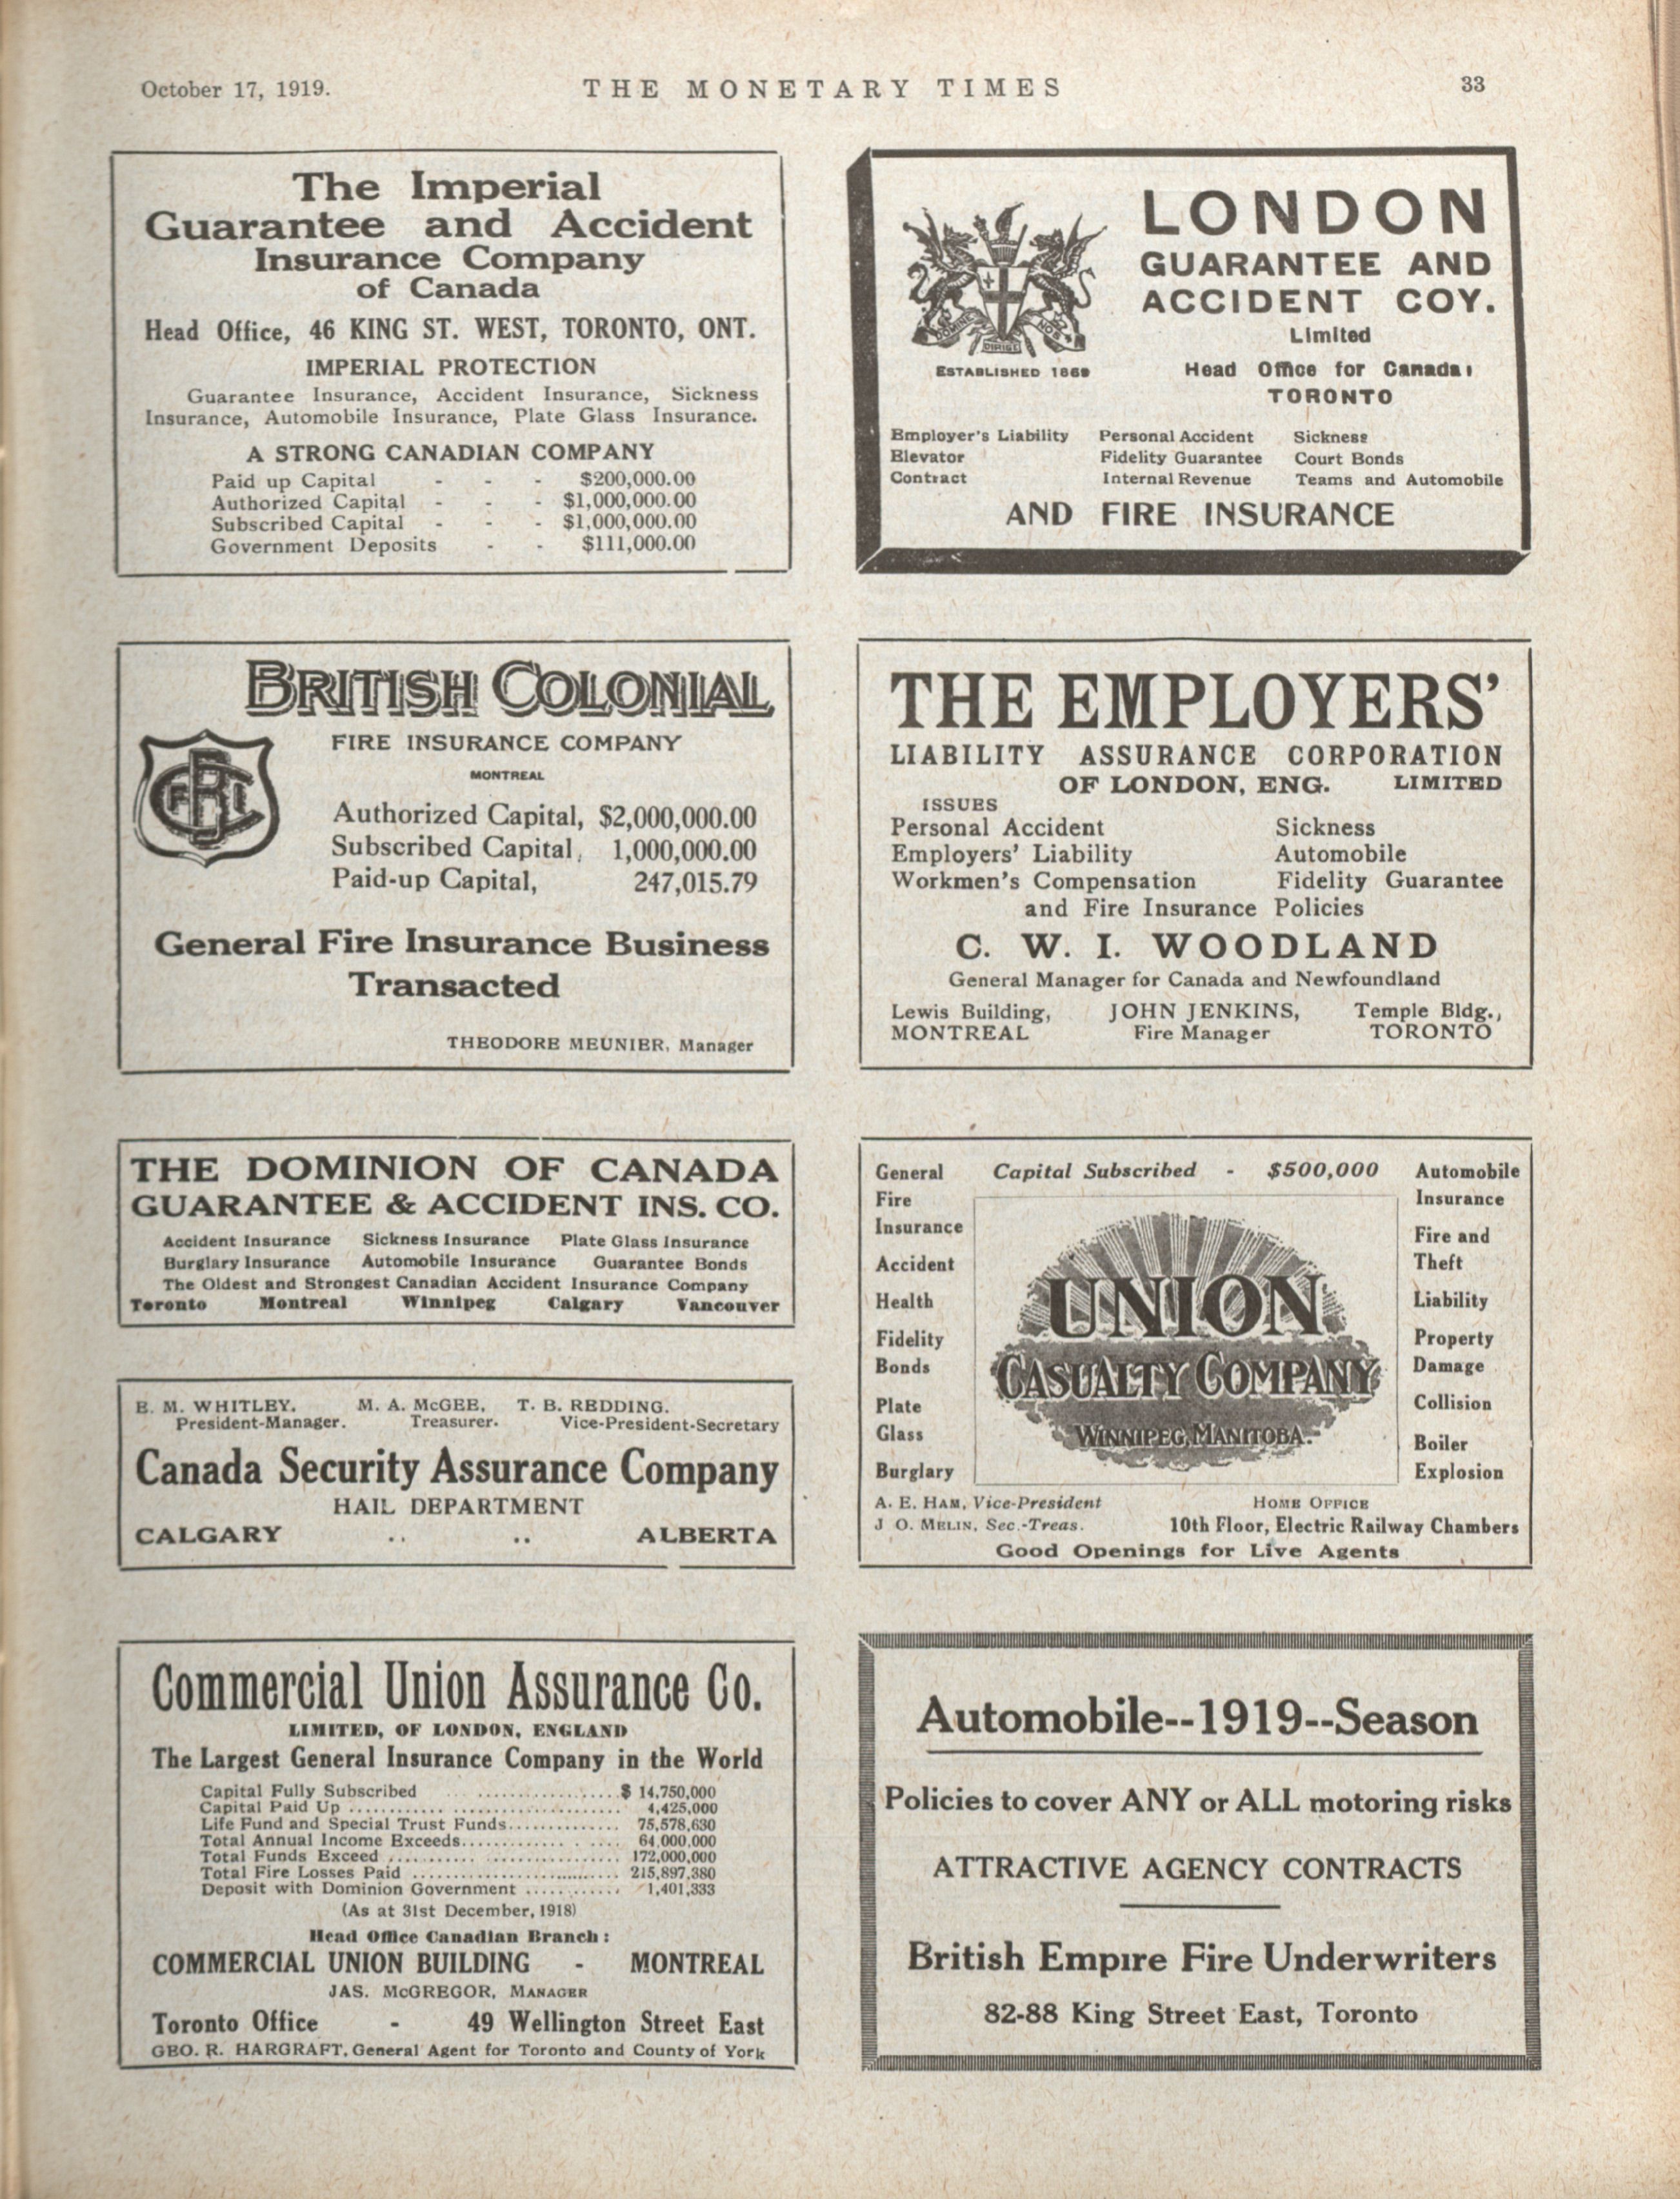 October 17, 1919.
THE MONETARY TIMES
33
The Imperial
Guarantee and Accident
Insurance Company
of Canada
Head Office, 46 KING ST. WEST, TORONTO, ONT.
IMPERIAL PROTECTION
Guarantee Insurance, Accident Insurance, Sickness
Insurance, Automobile Insurance, Plate Glass Insurance.
A STRONG CANADIAN COMPANY
Paid up Capital - - - $200,000.00
Authorized Capital - - - $1,000,000.00
Subscribed Capital - - - $1,000,000.00
Government Deposits - - $111,000.00
LONDON
GUARANTEE AND
ACCIDENT COY.
Limited
DOMINE DIRIGE NOS
ESTABLISHED 1869
Head Office for Canada:
TORONTO
Employer's Liability Personal Accident Sickness
Elevator Fidelity Guarantee Court Bonds
Contract Internal Revenue Teams and Automobile
AND FIRE INSURANCE
BRITISH COLONIAL
FIRE INSURANCE COMPANY
MONTREAL
Authorized Capital, $2,000,000.00
Subscribed Capital, 1,000,000.00
Paid-up Capital, 247,015.79
General Fire Insurance Business
Transacted
THEODORE MEUNIER, Manager
THE EMPLOYERS'
LIABILITY ASSURANCE CORPORATION
OF LONDON, ENG. LIMITED
ISSUES
Personal Accident Sickness
Employers' Liability Automobile
Workmen's Compensation Fidelity Guarantee
and Fire Insurance Policies
C. W. I. WOODLAND
General Manager for Canada and Newfoundland
Lewis Building, JOHN JENKINS, Temple Bldg.,
MONTREAL Fire Manager TORONTO
THE DOMINION OF CANADA
GUARANTEE & ACCIDENT INS. CO.
Accident Insurance Sickness Insurance Plate Glass Insurance
Burglary Insurance Automobile Insurance Guarantee Bonds
The Oldest and Strongest Canadian Accident Insurance Company
Toronto Montreal Winnipeg Calgary Vancouver
E. M. WHITLEY. M. A. McGEE, T. B. REDDING.
President-Manager. Treasurer. Vice-President-Secretary
Canada Security Assurance Company
HAIL DEPARTMENT
CALGARY .. .. ALBERTA
Capital Subscribed - $500,000
General
Fire
Insurance
Accident
Health
Fidelity
Bonds
Plate
Glass
Burglary
UNION
CASUALTY COMPANY
WINNIPEG, MANITOBA.
Automobile
Insurance
Fire and
Theft
Liability
Property
Damage
Collision
Boiler
Explosion
A. E. HAM, Vice-President HOME OFFICE
J O. MELIN, Sec.-Treas. 10th Floor, Electric Railway Chambers
Good Openings for Live Agents
Commercial Union Assurance Co.
LIMITED, OF LONDON, ENGLAND
The Largest General Insurance Company in the World
Capital Fully Subscribed ..................$ 14,750,000
Capital Paid Up .................................. 4,425,000
Life Fund and Special Trust Funds.............. 75,578,630
Total Annual Income Exceeds.................. 64,000,000
Total Funds Exceed ............................ 172,000,000
Total Fire Losses Paid .......................... 215,897,380
Deposit with Dominion Government ............ 1,401,333
(As at 31st December, 1918)
Head Office Canadian Branch:
COMMERCIAL UNION BUILDING - MONTREAL
JAS. McGREGOR, MANAGER
Toronto Office - 49 Wellington Street East
GEO. R. HARGRAFT, General Agent for Toronto and County of York
Automobile--1919--Season
Policies to cover ANY or ALL motoring risks
ATTRACTIVE AGENCY CONTRACTS
British Empire Fire Underwriters
82-88 King Street East, Toronto